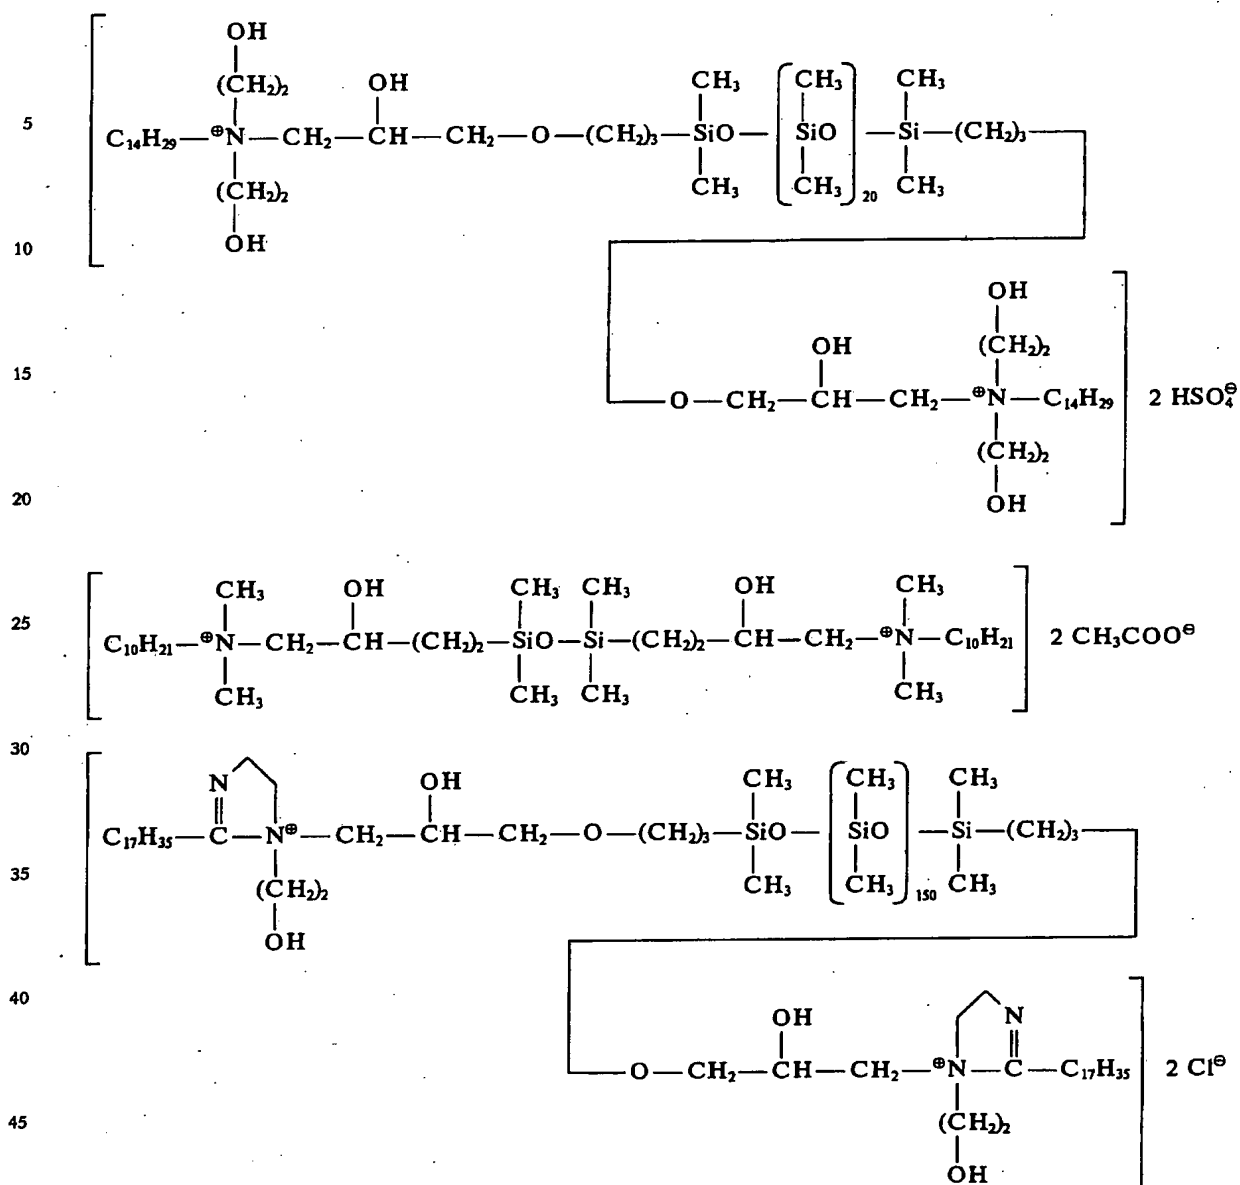 OH
(CH₂)₂ OH CH₃ CH₃ CH₃
5 C₁₄H₂₉—⊕N—CH₂—CH—CH₂—O—(CH₂)₃—SiO—[SiO]₂₀—Si—(CH₂)₃—
(CH₂)₂ CH₃ CH₃ CH₃
10 OH
OH
OH (CH₂)₂
15 —O—CH₂—CH—CH₂—⊕N—C₁₄H₂₉ 2 HSO₄⊖
(CH₂)₂
20 OH
CH₃ OH CH₃ CH₃ OH CH₃
25 C₁₀H₂₁—⊕N—CH₂—CH—(CH₂)₂—SiO—Si—(CH₂)₂—CH—CH₂—⊕N—C₁₀H₂₁ 2 CH₃COO⊖
CH₃ CH₃ CH₃ CH₃
30
N OH CH₃ CH₃ CH₃
C₁₇H₃₅—C—N⊕—CH₂—CH—CH₂—O—(CH₂)₃—SiO—[SiO]₁₅₀—Si—(CH₂)₃—
35 (CH₂)₂ CH₃ CH₃ CH₃
OH
40 OH N
—O—CH₂—CH—CH₂—⊕N—C—C₁₇H₃₅ 2 Cl⊖
45 (CH₂)₂
OH